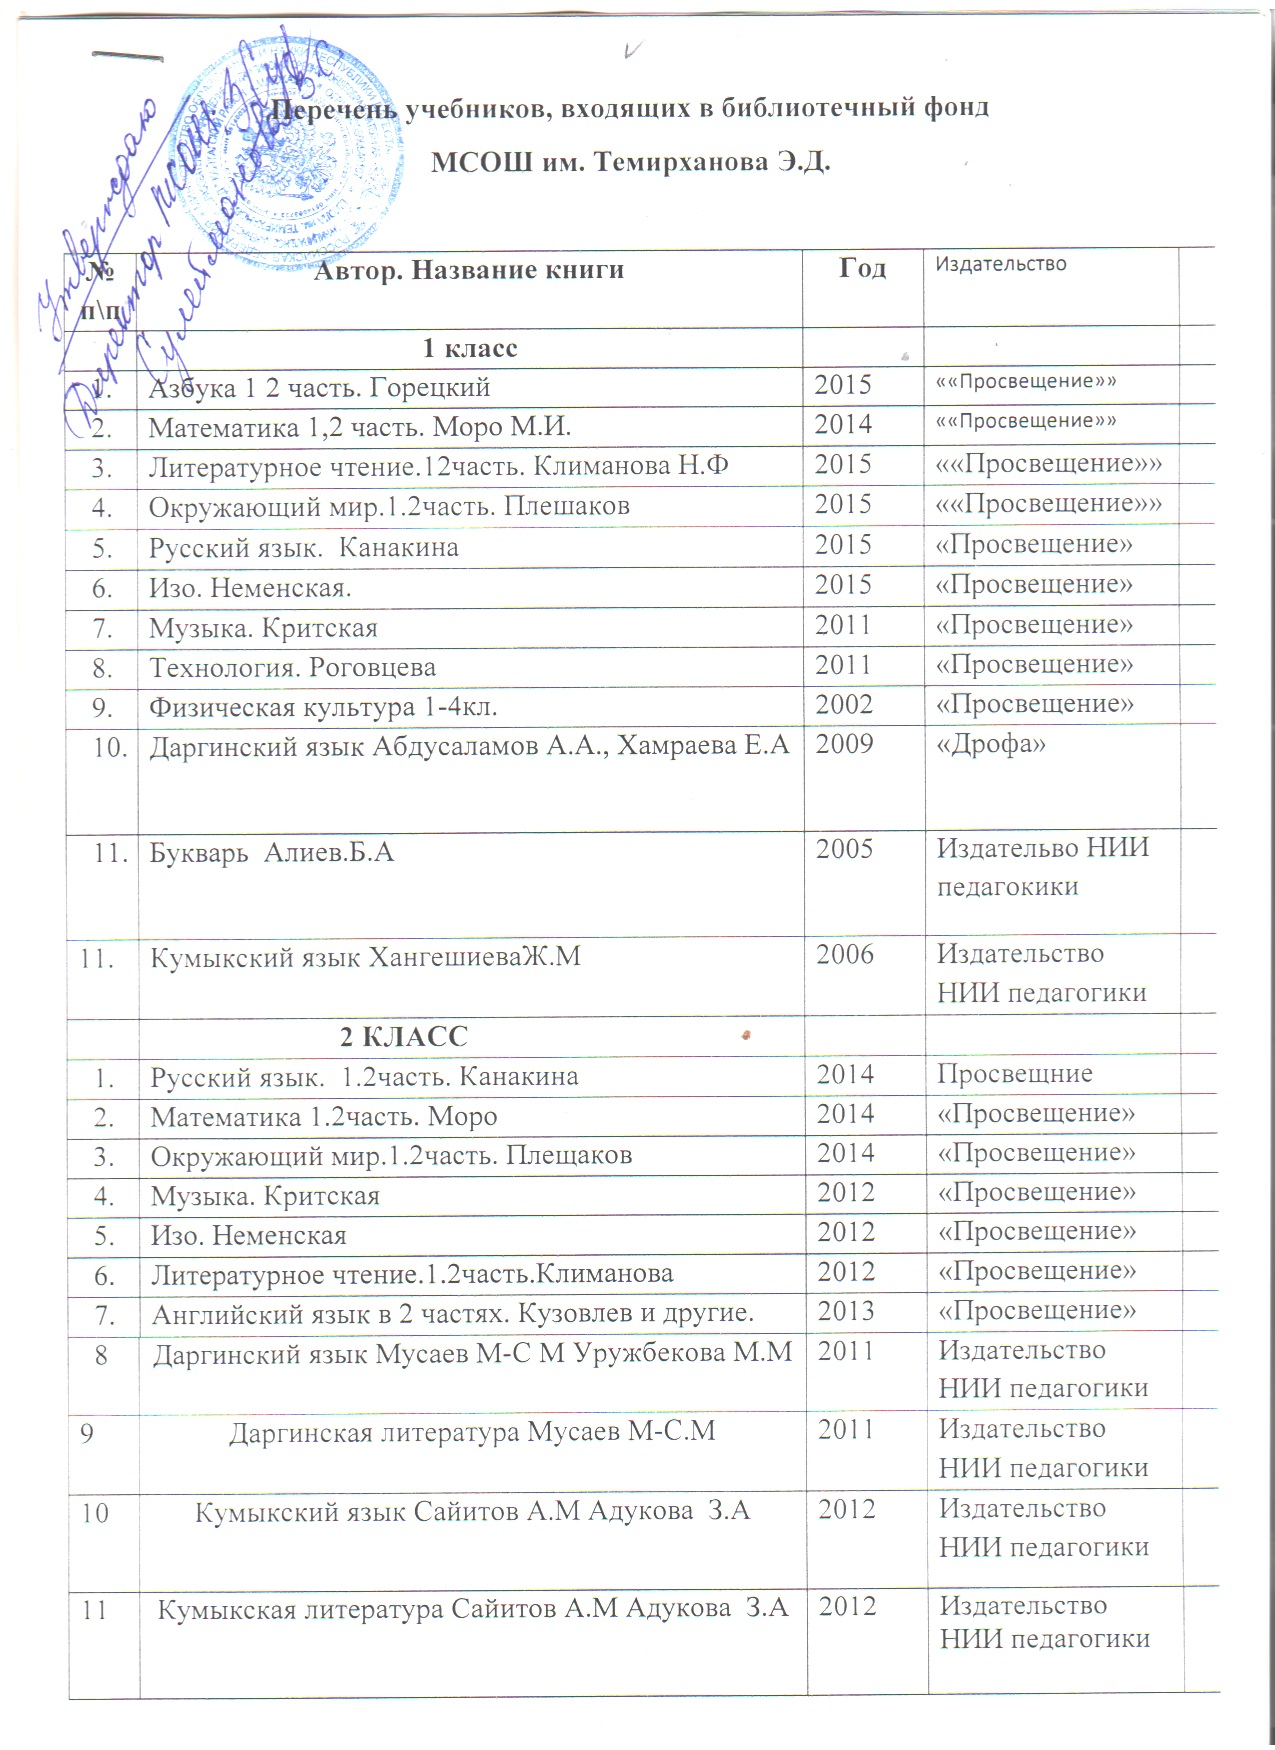 Утверждаю
Директор МСОШ
Перечень учебников, входящих в библиотечный фонд
МСОШ им. Темирханова Э.Д.
№ п\п Автор. Название книги Год Издательство
1 класс
1. Азбука 1 2 часть. Горецкий 2015 ««Просвещение»»
2. Математика 1,2 часть. Моро М.И. 2014 ««Просвещение»»
3. Литературное чтение.12часть. Климанова Н.Ф 2015 ««Просвещение»»
4. Окружающий мир.1.2часть. Плешаков 2015 ««Просвещение»»
5. Русский язык. Канакина 2015 «Просвещение»
6. Изо. Неменская. 2015 «Просвещение»
7. Музыка. Критская 2011 «Просвещение»
8. Технология. Роговцева 2011 «Просвещение»
9. Физическая культура 1-4кл. 2002 «Просвещение»
10. Даргинский язык Абдусаламов А.А., Хамраева Е.А 2009 «Дрофа»
11. Букварь Алиев.Б.А 2005 Издательво НИИ
педагокики
11. Кумыкский язык ХангешиеваЖ.М 2006 Издательство
НИИ педагогики
2 КЛАСС
1. Русский язык. 1.2часть. Канакина 2014 Просвещние
2. Математика 1.2часть. Моро 2014 «Просвещение»
3. Окружающий мир.1.2часть. Плещаков 2014 «Просвещение»
4. Музыка. Критская 2012 «Просвещение»
5. Изо. Неменская 2012 «Просвещение»
6. Литературное чтение.1.2часть.Климанова 2012 «Просвещение»
7. Английский язык в 2 частях. Кузовлев и другие. 2013 «Просвещение»
8 Даргинский язык Мусаев М-С М Уружбекова М.М 2011 Издательство
НИИ педагогики
9 Даргинская литература Мусаев М-С.М 2011 Издательство
НИИ педагогики
10 Кумыкский язык Сайитов А.М Адукова З.А 2012 Издательство
НИИ педагогики
11 Кумыкская литература Сайитов А.М Адукова З.А 2012 Издательство
НИИ педагогики